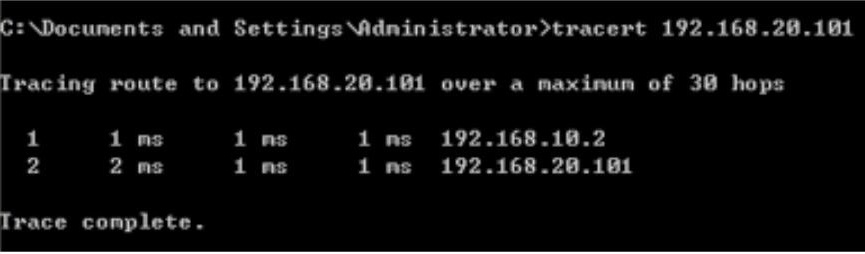 C:\Documents and Settings\Administrator>tracert 192.168.20.101
Tracing route to 192.168.20.101 over a maximum of 30 hops
1 1 ms 1 ms 1 ms 192.168.10.2
2 2 ms 1 ms 1 ms 192.168.20.101
Trace complete.